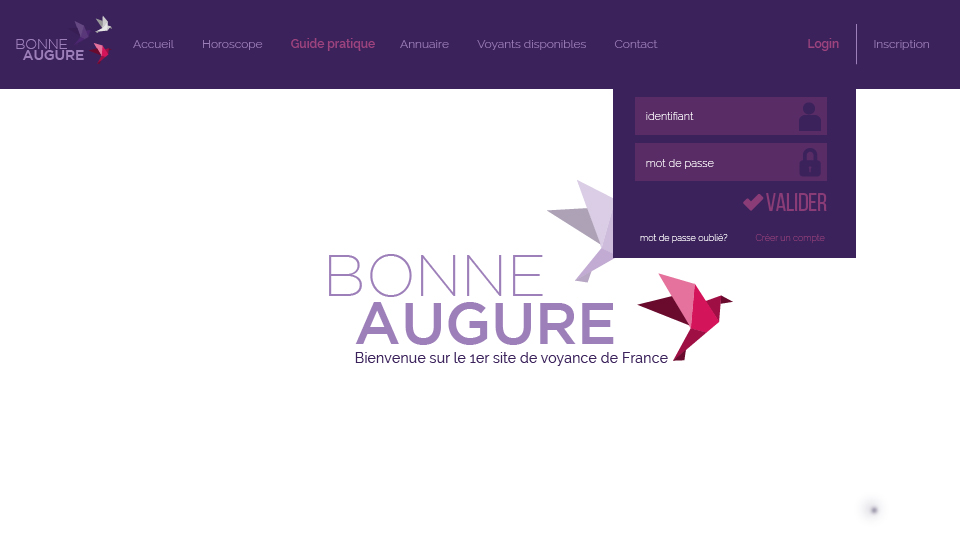 BONNE
AUGURE
Accueil
Horoscope
Guide pratique
Annuaire
Voyants disponibles
Contact
Login
Inscription
identifiant
mot de passe
VALIDER
mot de passe oublié?
Créer un compte
BONNE
AUGURE
Bienvenue sur le 1er site de voyance de France